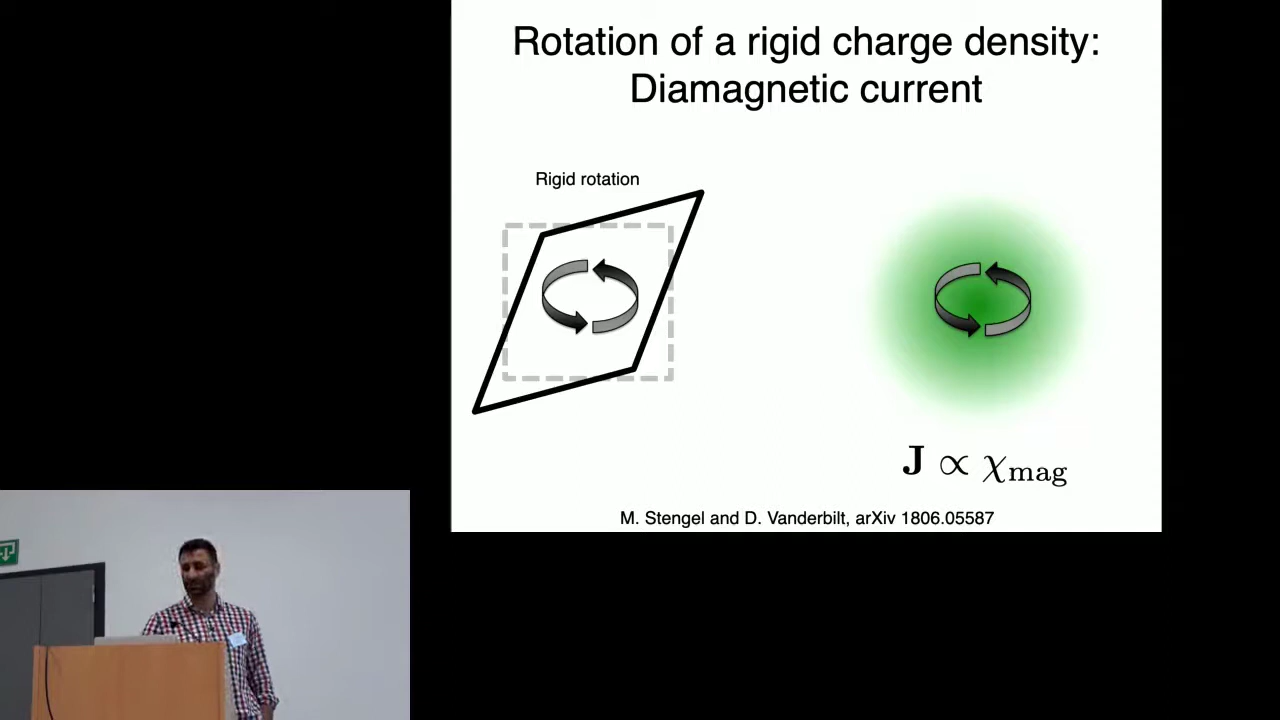 Rotation of a rigid charge density:
Diamagnetic current
Rigid rotation
J ∝ χmag
M. Stengel and D. Vanderbilt, arXiv 1806.05587